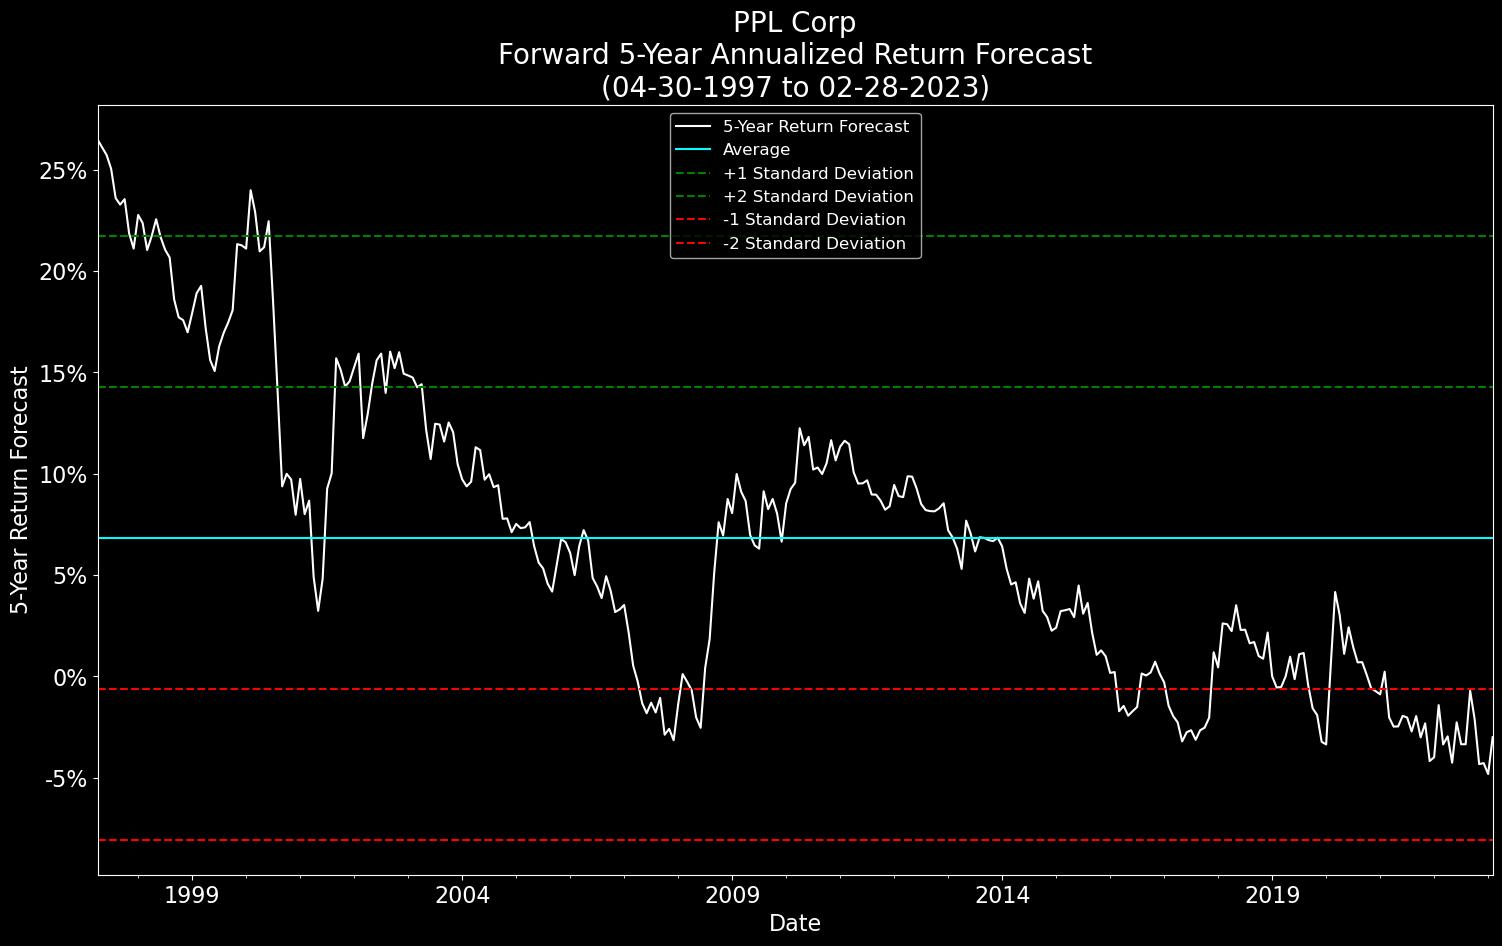 PPL Corp
Forward 5-Year Annualized Return Forecast
(04-30-1997 to 02-28-2023)
5-Year Return Forecast
Average
+1 Standard Deviation
+2 Standard Deviation
-1 Standard Deviation
-2 Standard Deviation
5-Year Return Forecast
25%
20%
15%
10%
5%
0%
-5%
1999 2004 2009 2014 2019
Date